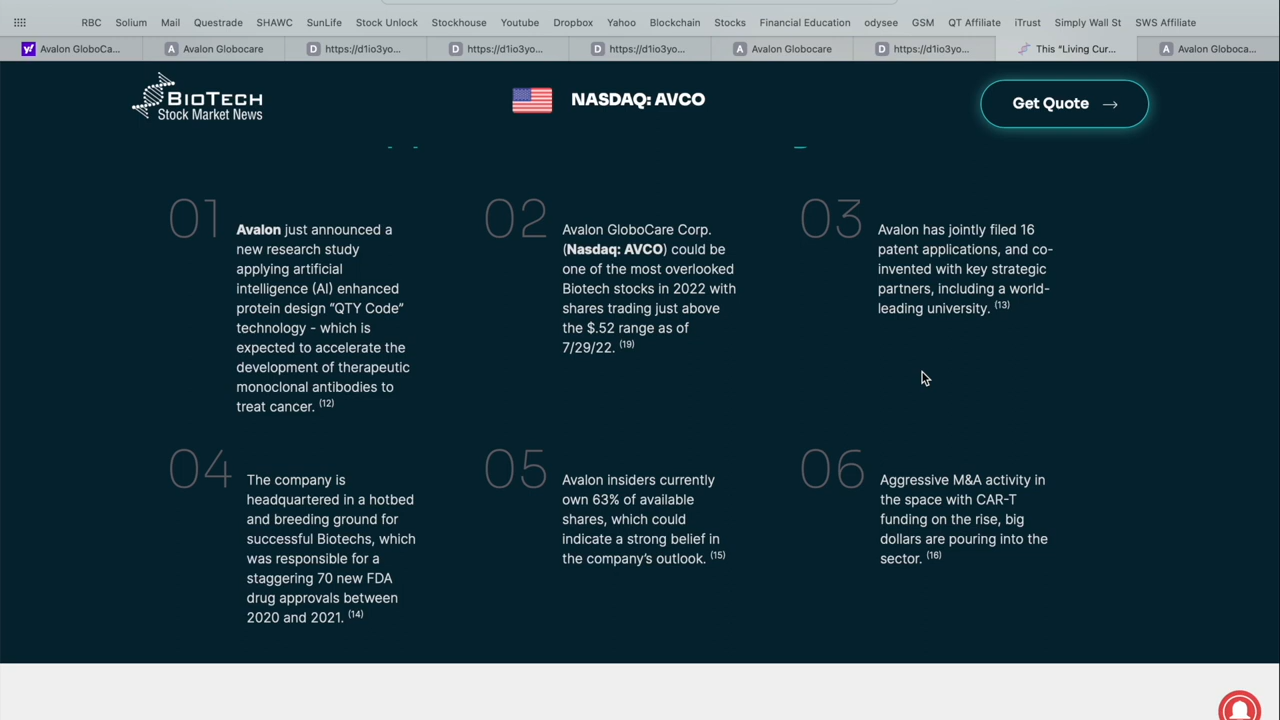 RBC Solium Mail Questrade SHAWC SunLife Stock Unlock Stockhouse Youtube Dropbox Yahoo Blockchain Stocks Financial Education odysee GSM QT Affiliate iTrust Simply Wall St SWS Affiliate
Avalon GloboCa... Avalon Globocare https://d1io3yo... https://d1io3yo... https://d1io3yo... Avalon Globocare https://d1io3yo... This “Living Cur... Avalon Globoca...
BIOTECH
Stock Market News
NASDAQ: AVCO
Get Quote →
01
Avalon just announced a
new research study
applying artificial
intelligence (AI) enhanced
protein design “QTY Code”
technology - which is
expected to accelerate the
development of therapeutic
monoclonal antibodies to
treat cancer. (12)
02
Avalon GloboCare Corp.
(Nasdaq: AVCO) could be
one of the most overlooked
Biotech stocks in 2022 with
shares trading just above
the $.52 range as of
7/29/22. (19)
03
Avalon has jointly filed 16
patent applications, and co-
invented with key strategic
partners, including a world-
leading university. (13)
04
The company is
headquartered in a hotbed
and breeding ground for
successful Biotechs, which
was responsible for a
staggering 70 new FDA
drug approvals between
2020 and 2021. (14)
05
Avalon insiders currently
own 63% of available
shares, which could
indicate a strong belief in
the company’s outlook. (15)
06
Aggressive M&A activity in
the space with CAR-T
funding on the rise, big
dollars are pouring into the
sector. (16)